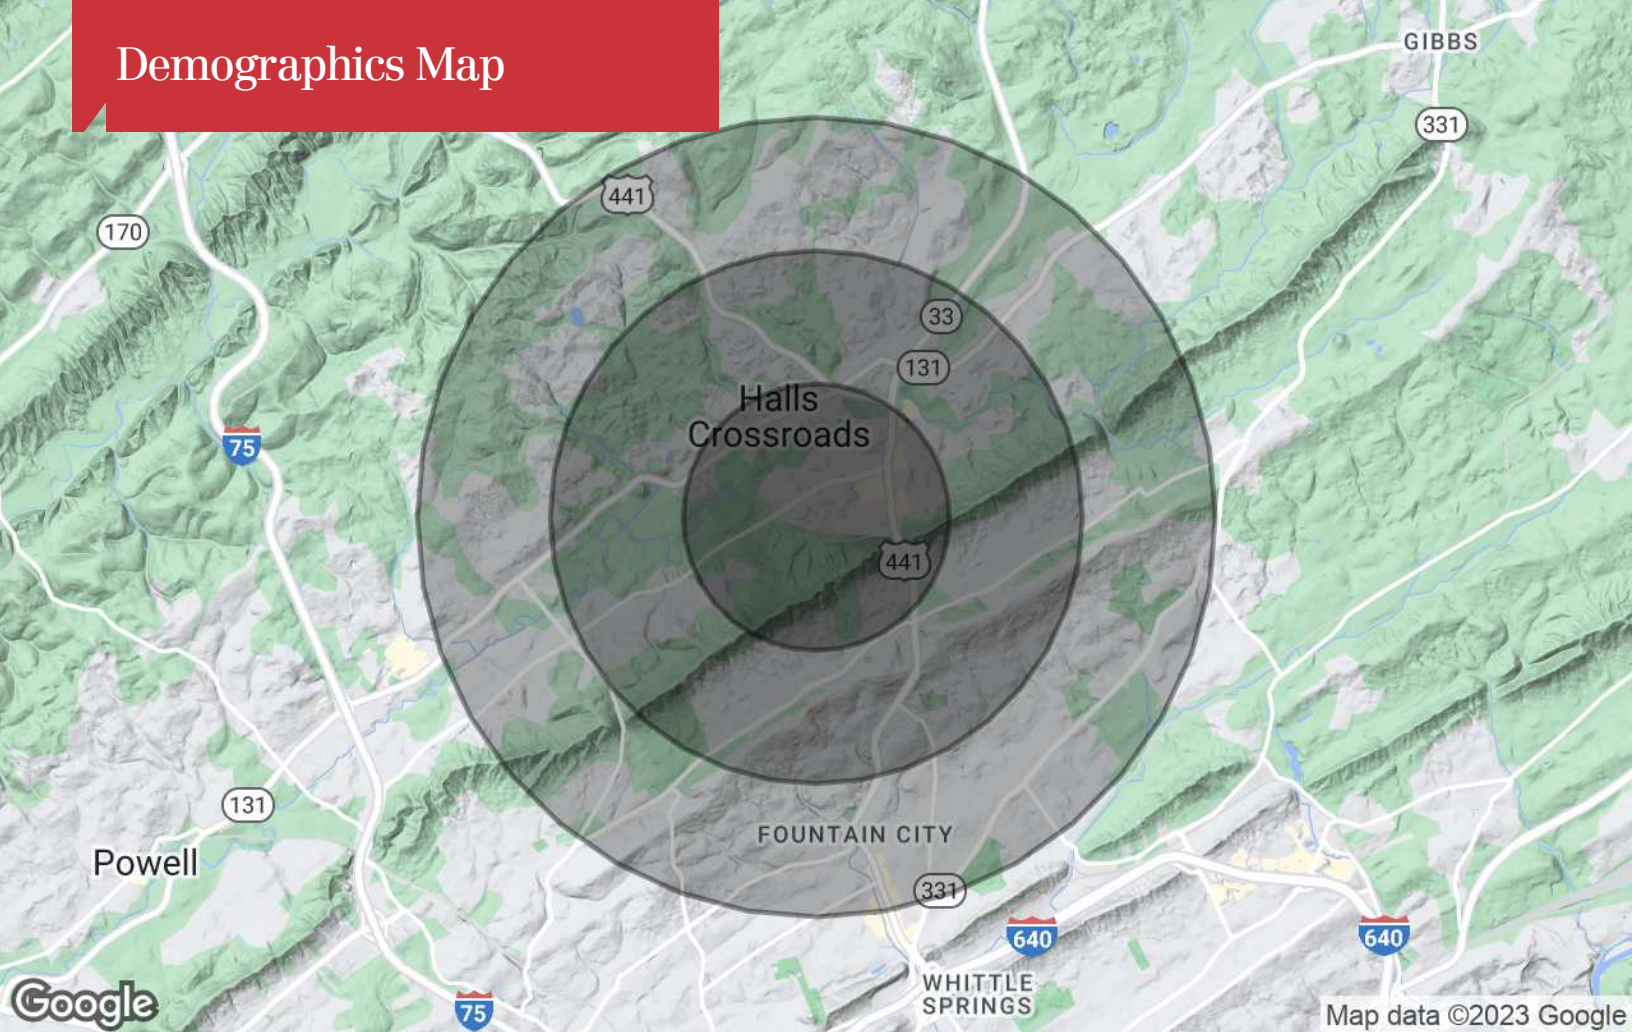 Demographics Map
GIBBS
331
441
170
33
131
Halls
Crossroads
75
441
131
FOUNTAIN CITY
Powell
331
640
640
WHITTLE
SPRINGS
75
Google
Map data ©2023 Google